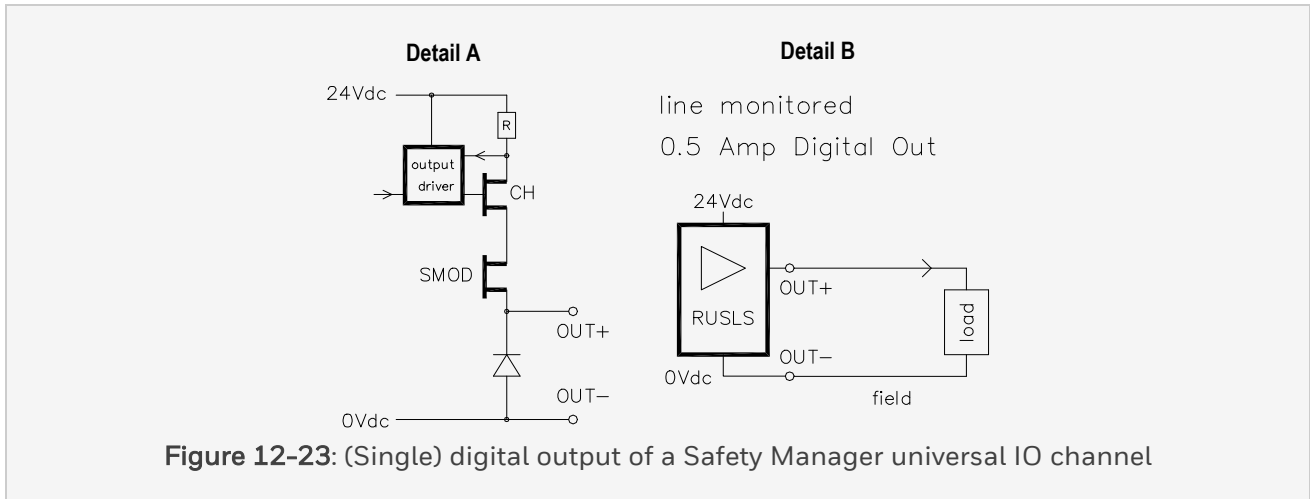 Detail A
24Vdc
R
output
driver
CH
SMOD
OUT+
OUT−
0Vdc
Detail B
line monitored
0.5 Amp Digital Out
24Vdc
OUT+
RUSLS
load
OUT−
0Vdc
field
Figure 12-23: (Single) digital output of a Safety Manager universal IO channel